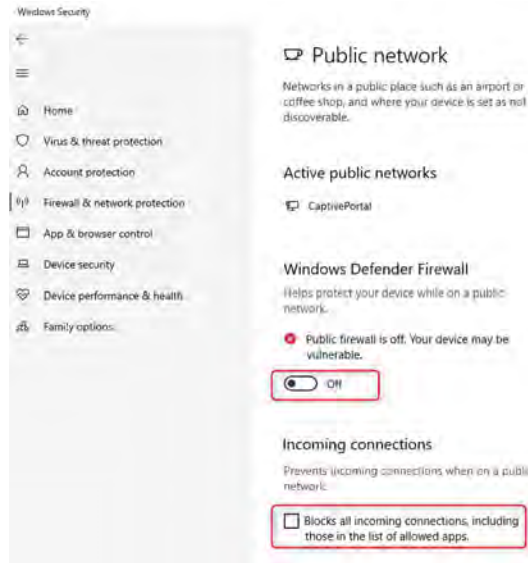 Windows Security
Home
Virus & threat protection
Account protection
Firewall & network protection
App & browser control
Device security
Device performance & health
Family options
Public network
Networks in a public place such as an airport or
coffee shop, and where your device is set as not
discoverable.
Active public networks
CaptivePortal
Windows Defender Firewall
Helps protect your device while on a public
network.
Public firewall is off. Your device may be
vulnerable.
Off
Incoming connections
Prevents incoming connections when on a public
network.
Blocks all incoming connections, including
those in the list of allowed apps.